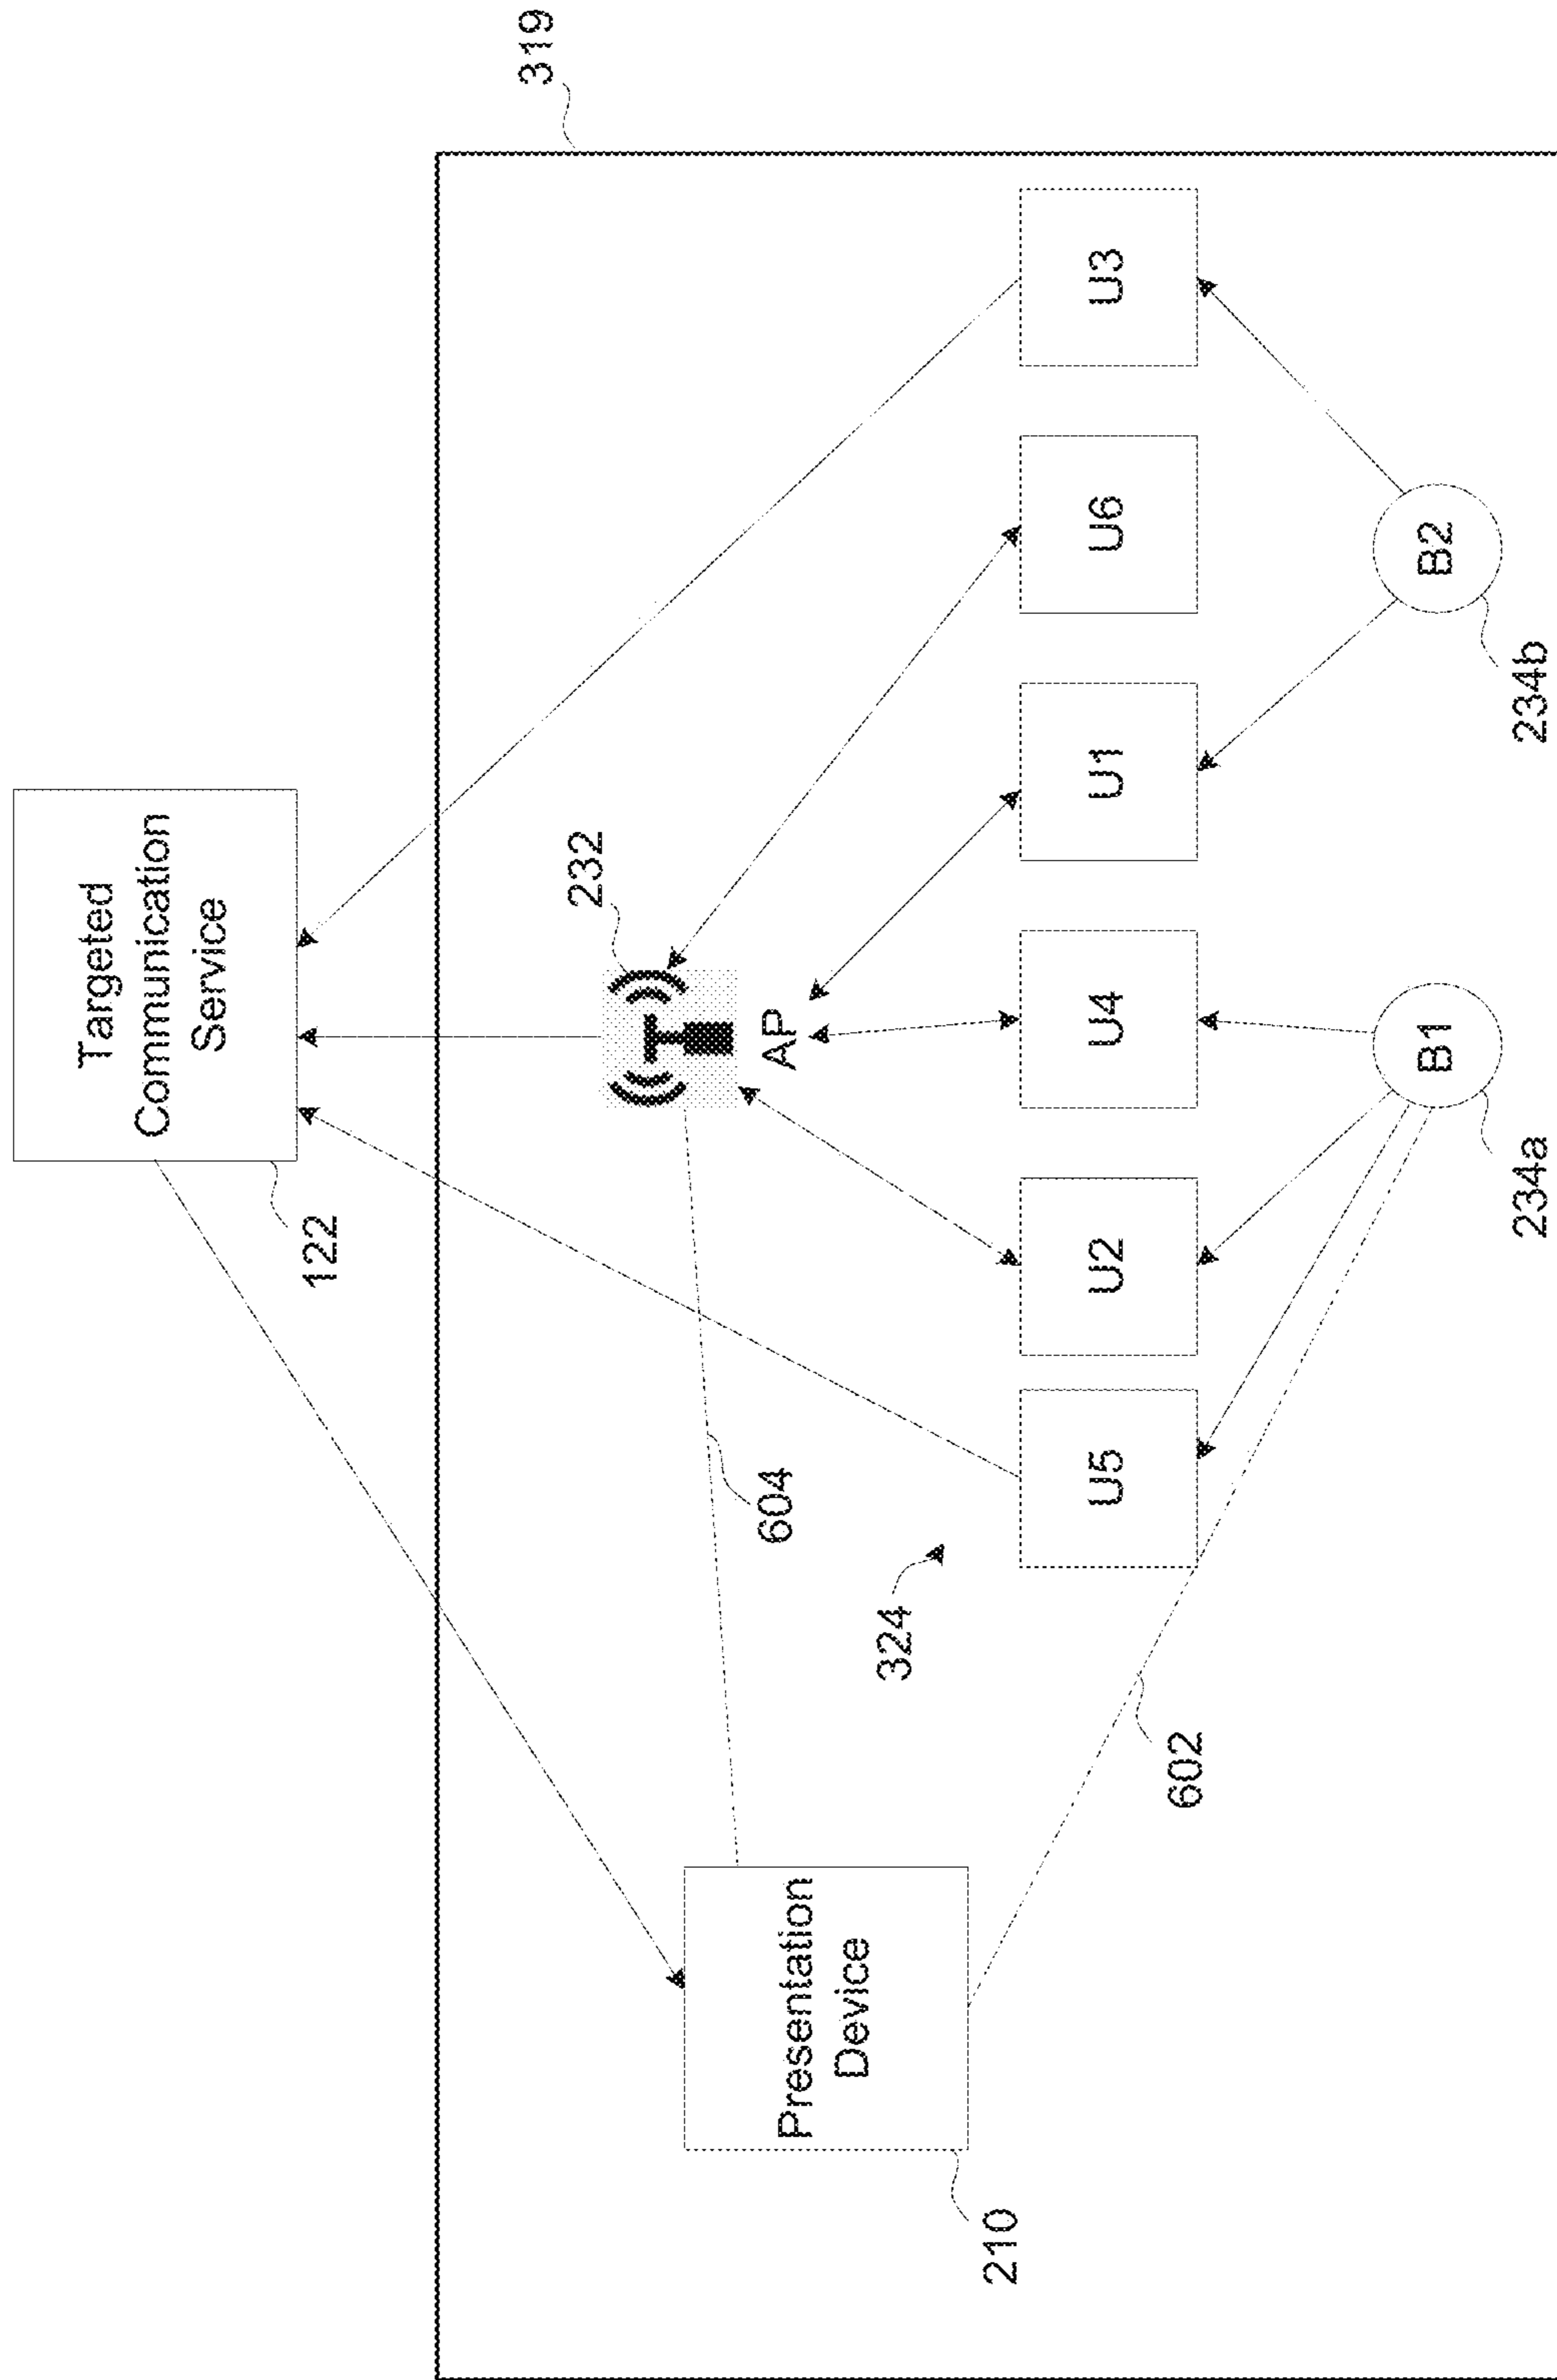 Targeted
Communication
Service
122
319
232
AP
604
Presentation
Device
210
324
602
U5
U2
U4
U1
U6
U3
B1
234a
B2
234b